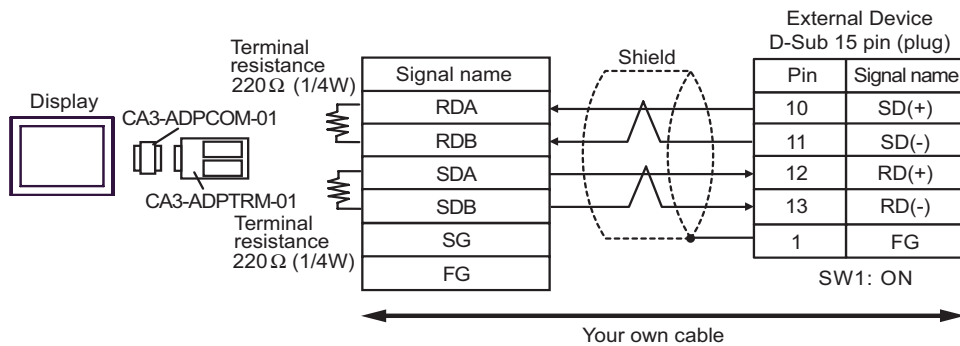 External Device
D-Sub 15 pin (plug)
Terminal
resistance
220Ω (1/4W)
Shield
Display
CA3-ADPCOM-01
CA3-ADPTRM-01
Terminal
resistance
220Ω (1/4W)
Signal name
RDA
RDB
SDA
SDB
SG
FG
Pin Signal name
10 SD(+)
11 SD(-)
12 RD(+)
13 RD(-)
1 FG
SW1: ON
Your own cable